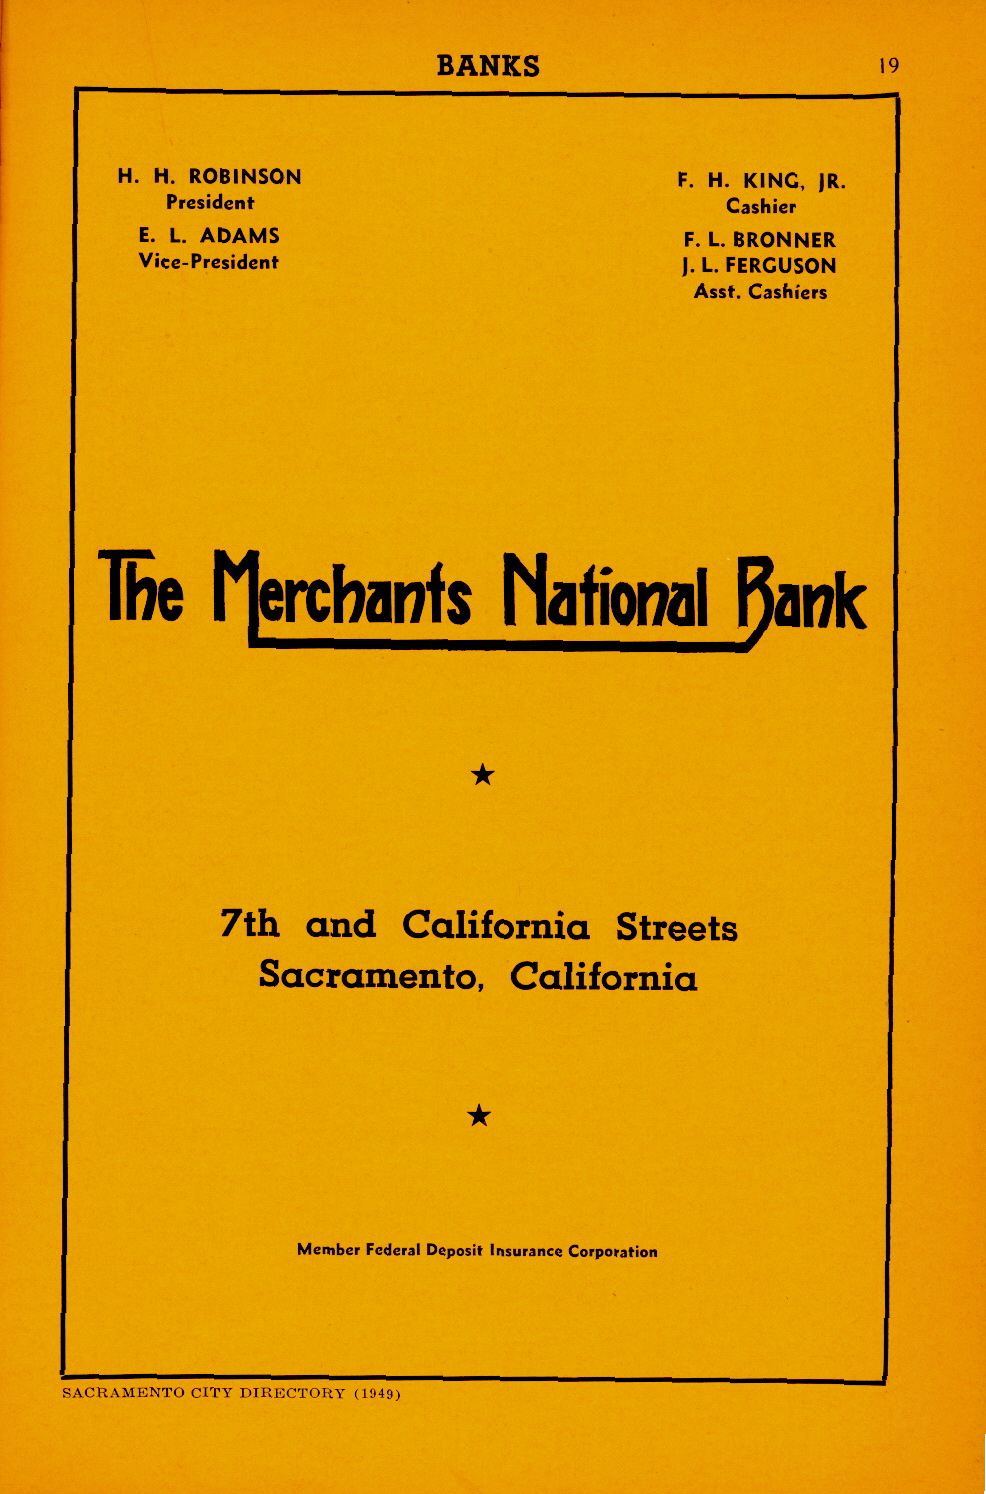 BANKS
19
H. H. ROBINSON
President
E. L. ADAMS
Vice-President
F. H. KING, JR.
Cashier
F. L. BRONNER
J. L. FERGUSON
Asst. Cashiers
The Merchants National Bank
★
7th and California Streets
Sacramento, California
★
Member Federal Deposit Insurance Corporation
SACRAMENTO CITY DIRECTORY (1949)